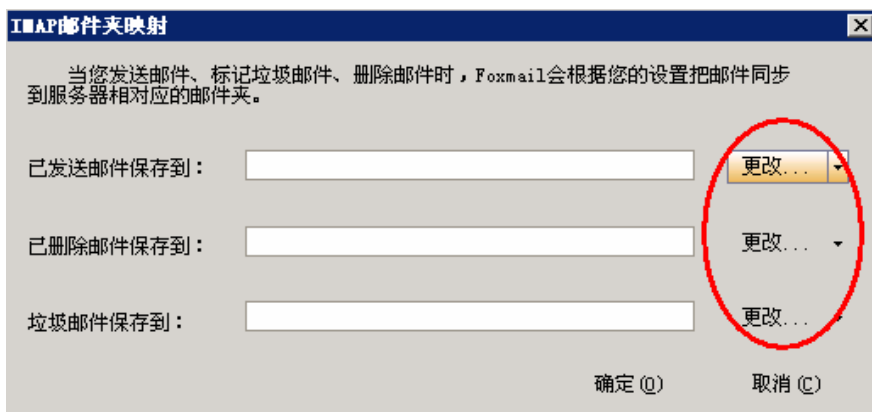 IMAP邮件夹映射
当您发送邮件、标记垃圾邮件、删除邮件时，Foxmail会根据您的设置把邮件同步
到服务器相对应的邮件夹。
已发送邮件保存到： 更改...
已删除邮件保存到： 更改...
垃圾邮件保存到： 更改...
确定(O) 取消(C)